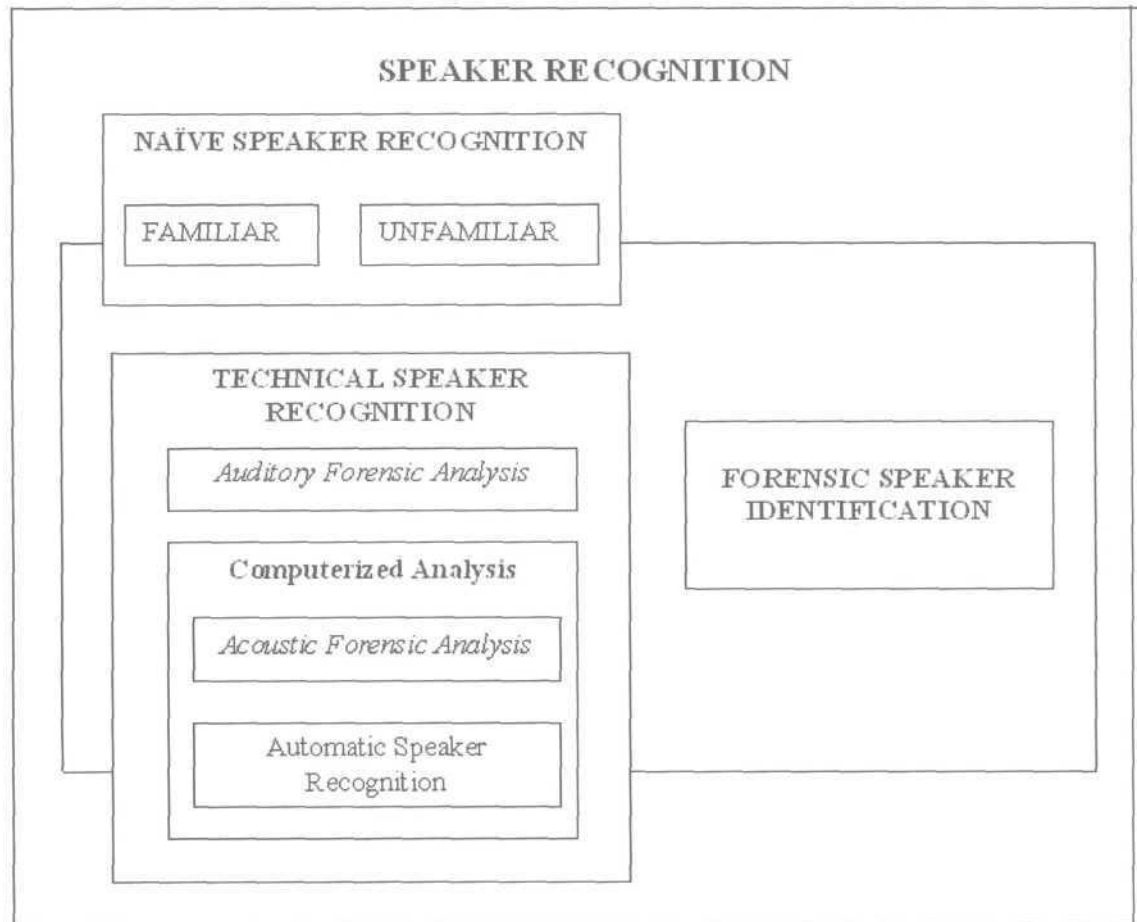 SPEAKER RECOGNITION
NAÏVE SPEAKER RECOGNITION
FAMILIAR
UNFAMILIAR
TECHNICAL SPEAKER
RECOGNITION
Auditory Forensic Analysis
Computerized Analysis
Acoustic Forensic Analysis
Automatic Speaker
Recognition
FORENSIC SPEAKER
IDENTIFICATION